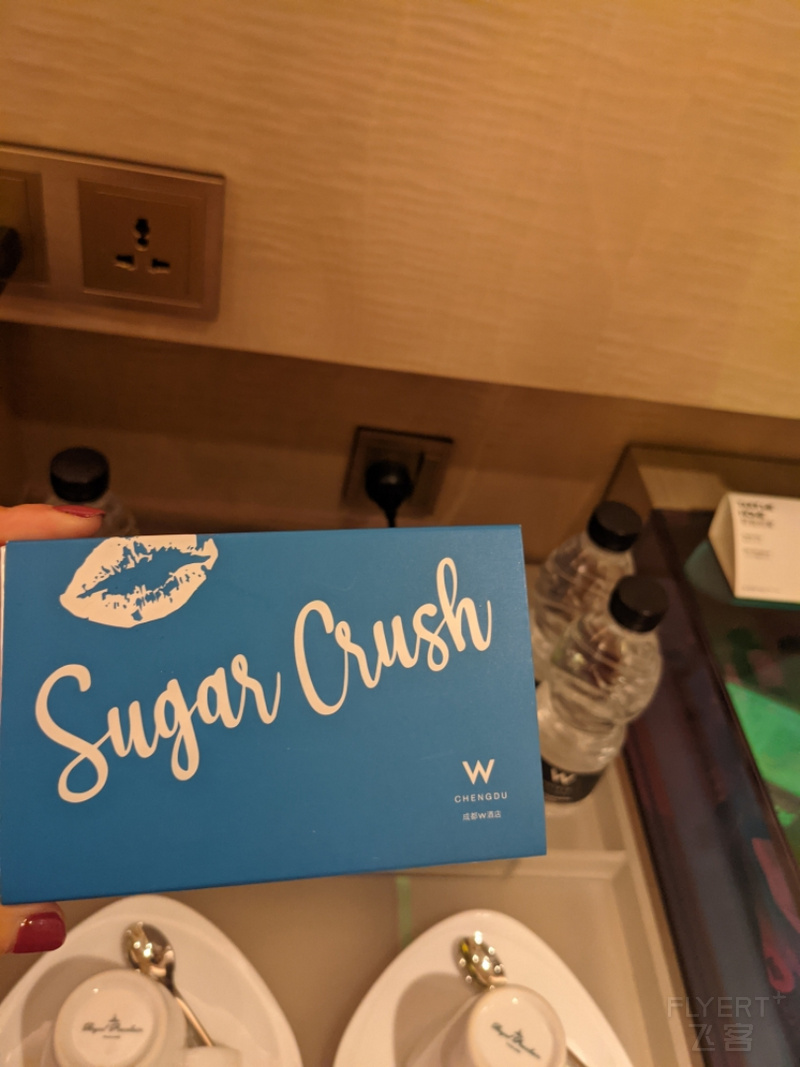 Sugar Crush
W
CHENGDU
成都W酒店
W
FLYERT+
飞客